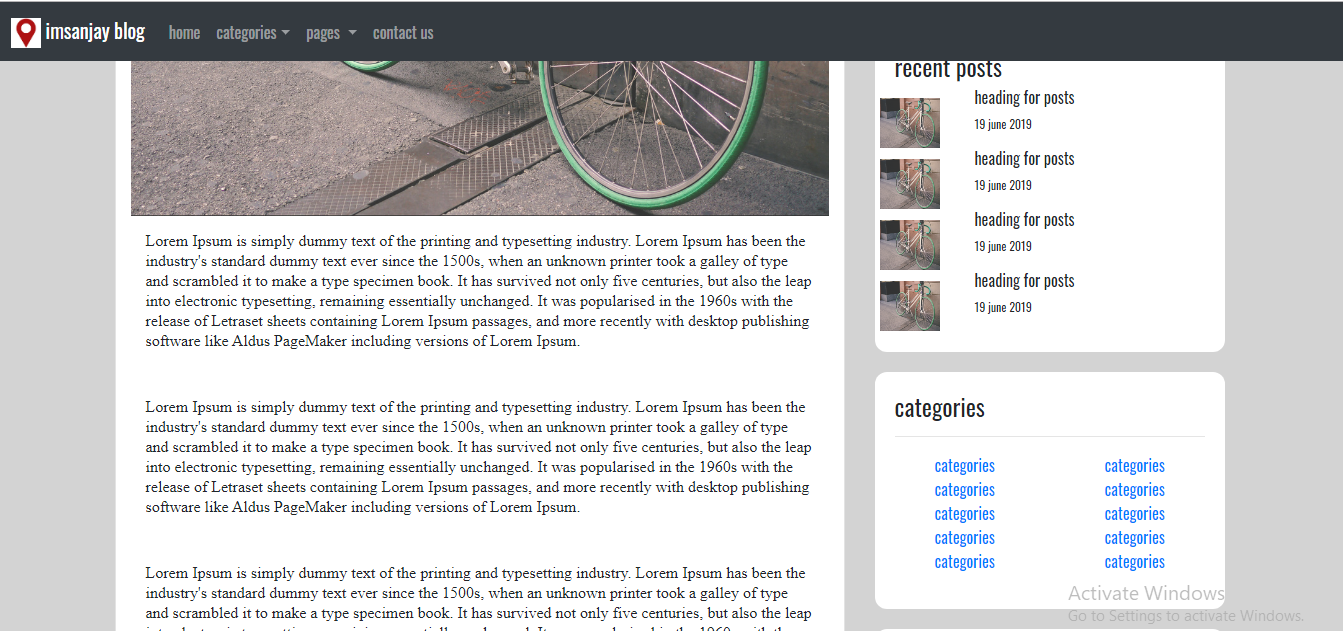 imsanjay blog home categories pages contact us
Lorem Ipsum is simply dummy text of the printing and typesetting industry. Lorem Ipsum has been the
industry's standard dummy text ever since the 1500s, when an unknown printer took a galley of type
and scrambled it to make a type specimen book. It has survived not only five centuries, but also the leap
into electronic typesetting, remaining essentially unchanged. It was popularised in the 1960s with the
release of Letraset sheets containing Lorem Ipsum passages, and more recently with desktop publishing
software like Aldus PageMaker including versions of Lorem Ipsum.
Lorem Ipsum is simply dummy text of the printing and typesetting industry. Lorem Ipsum has been the
industry's standard dummy text ever since the 1500s, when an unknown printer took a galley of type
and scrambled it to make a type specimen book. It has survived not only five centuries, but also the leap
into electronic typesetting, remaining essentially unchanged. It was popularised in the 1960s with the
release of Letraset sheets containing Lorem Ipsum passages, and more recently with desktop publishing
software like Aldus PageMaker including versions of Lorem Ipsum.
Lorem Ipsum is simply dummy text of the printing and typesetting industry. Lorem Ipsum has been the
industry's standard dummy text ever since the 1500s, when an unknown printer took a galley of type
and scrambled it to make a type specimen book. It has survived not only five centuries, but also the leap
recent posts
heading for posts
19 june 2019
heading for posts
19 june 2019
heading for posts
19 june 2019
heading for posts
19 june 2019
categories
categories categories
categories categories
categories categories
categories categories
categories categories
Activate Windows
Go to Settings to activate Windows.